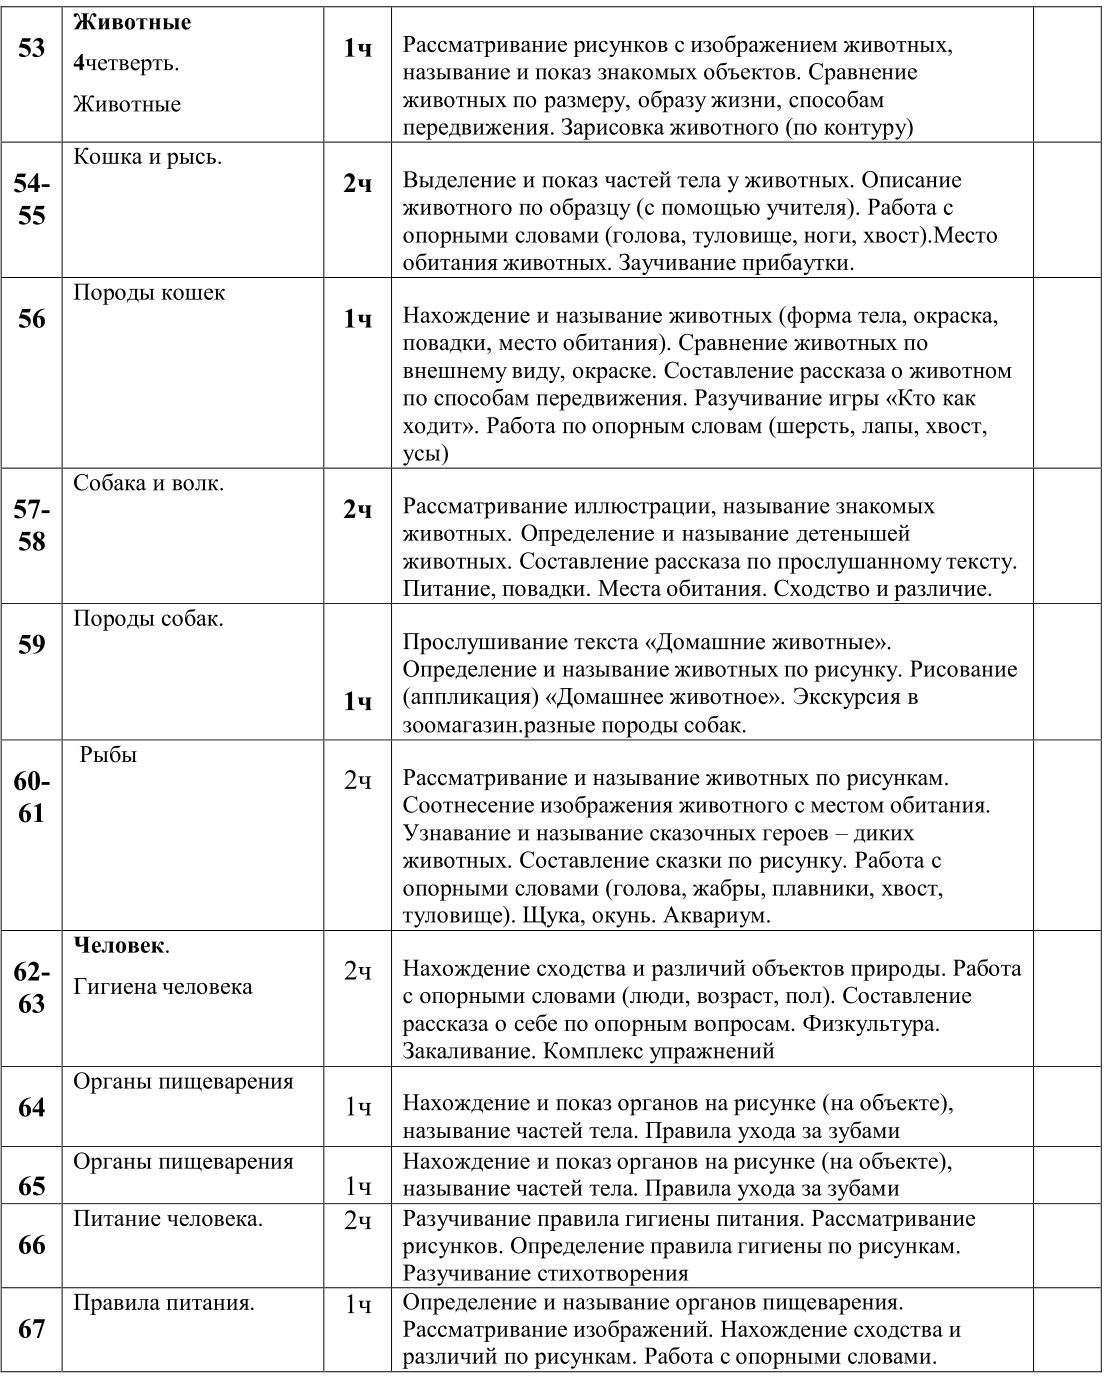 53
Животные
4четверть.
Животные
1ч
Рассматривание рисунков с изображением животных,
называние и показ знакомых объектов. Сравнение
животных по размеру, образу жизни, способам
передвижения. Зарисовка животного (по контуру)
54-
55
Кошка и рысь.
2ч
Выделение и показ частей тела у животных. Описание
животного по образцу (с помощью учителя). Работа с
опорными словами (голова, туловище, ноги, хвост).Место
обитания животных. Заучивание прибаутки.
56
Породы кошек
1ч
Нахождение и называние животных (форма тела, окраска,
повадки, место обитания). Сравнение животных по
внешнему виду, окраске. Составление рассказа о животном
по способам передвижения. Разучивание игры «Кто как
ходит». Работа по опорным словам (шерсть, лапы, хвост,
усы)
57-
58
Собака и волк.
2ч
Рассматривание иллюстрации, называние знакомых
животных. Определение и называние детенышей
животных. Составление рассказа по прослушанному тексту.
Питание, повадки. Места обитания. Сходство и различие.
59
Породы собак.
1ч
Прослушивание текста «Домашние животные».
Определение и называние животных по рисунку. Рисование
(аппликация) «Домашнее животное». Экскурсия в
зоомагазин.разные породы собак.
60-
61
Рыбы
2ч
Рассматривание и называние животных по рисункам.
Соотнесение изображения животного с местом обитания.
Узнавание и называние сказочных героев – диких
животных. Составление сказки по рисунку. Работа с
опорными словами (голова, жабры, плавники, хвост,
туловище). Щука, окунь. Аквариум.
62-
63
Человек.
Гигиена человека
2ч
Нахождение сходства и различий объектов природы. Работа
с опорными словами (люди, возраст, пол). Составление
рассказа о себе по опорным вопросам. Физкультура.
Закаливание. Комплекс упражнений
64
Органы пищеварения
1ч
Нахождение и показ органов на рисунке (на объекте),
называние частей тела. Правила ухода за зубами
65
Органы пищеварения
1ч
Нахождение и показ органов на рисунке (на объекте),
называние частей тела. Правила ухода за зубами
66
Питание человека.
2ч
Разучивание правила гигиены питания. Рассматривание
рисунков. Определение правила гигиены по рисункам.
Разучивание стихотворения
67
Правила питания.
1ч
Определение и называние органов пищеварения.
Рассматривание изображений. Нахождение сходства и
различий по рисункам. Работа с опорными словами.